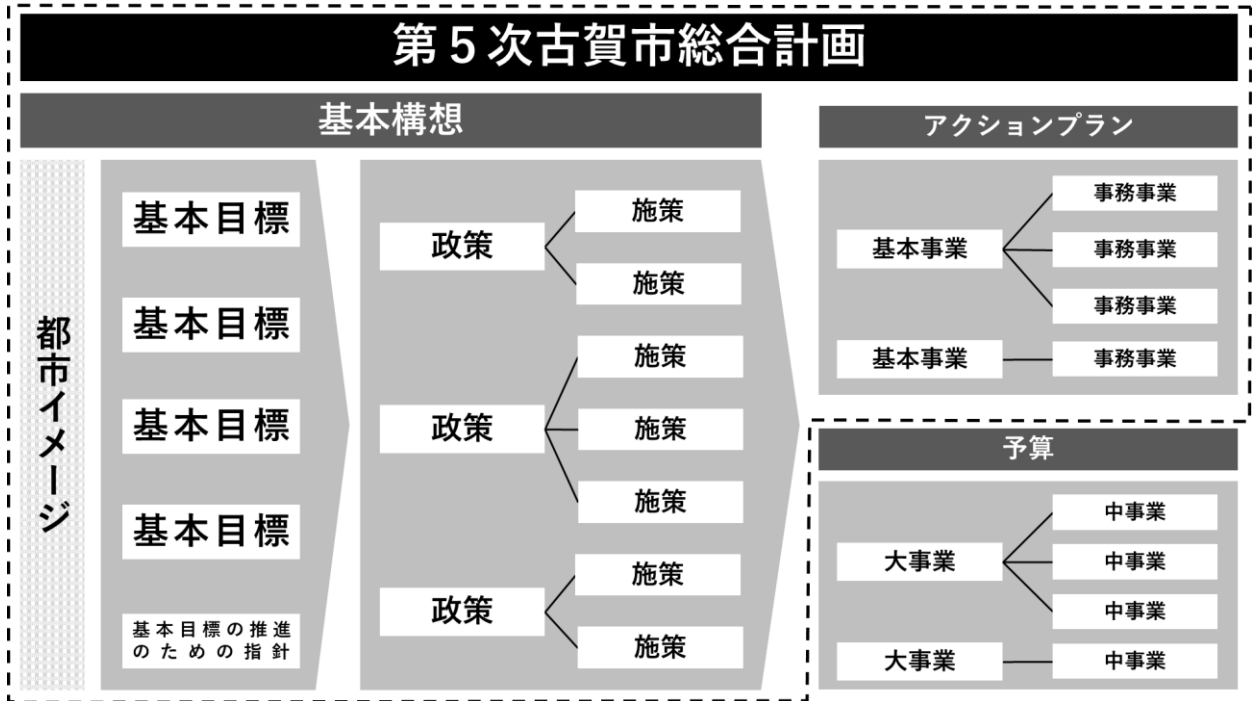 第5次古賀市総合計画
基本構想
都市イメージ
基本目標
基本目標
基本目標
基本目標
基本目標の推進
のための指針
政策
施策
施策
政策
施策
施策
施策
政策
施策
施策
アクションプラン
基本事業
事務事業
事務事業
事務事業
基本事業
事務事業
予算
大事業
中事業
中事業
中事業
大事業
中事業